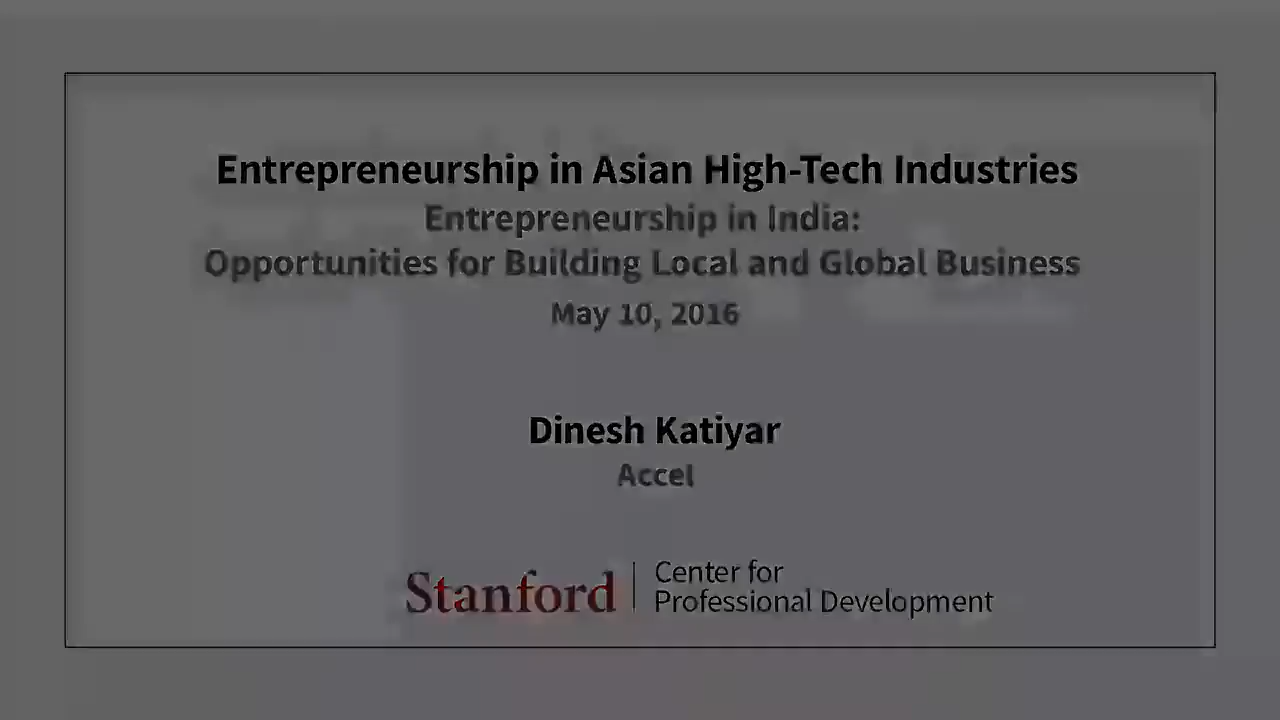 Entrepreneurship in Asian High-Tech Industries
Entrepreneurship in India:
Opportunities for Building Local and Global Business
May 10, 2016
Dinesh Katiyar
Accel
Stanford
Center for
Professional Development